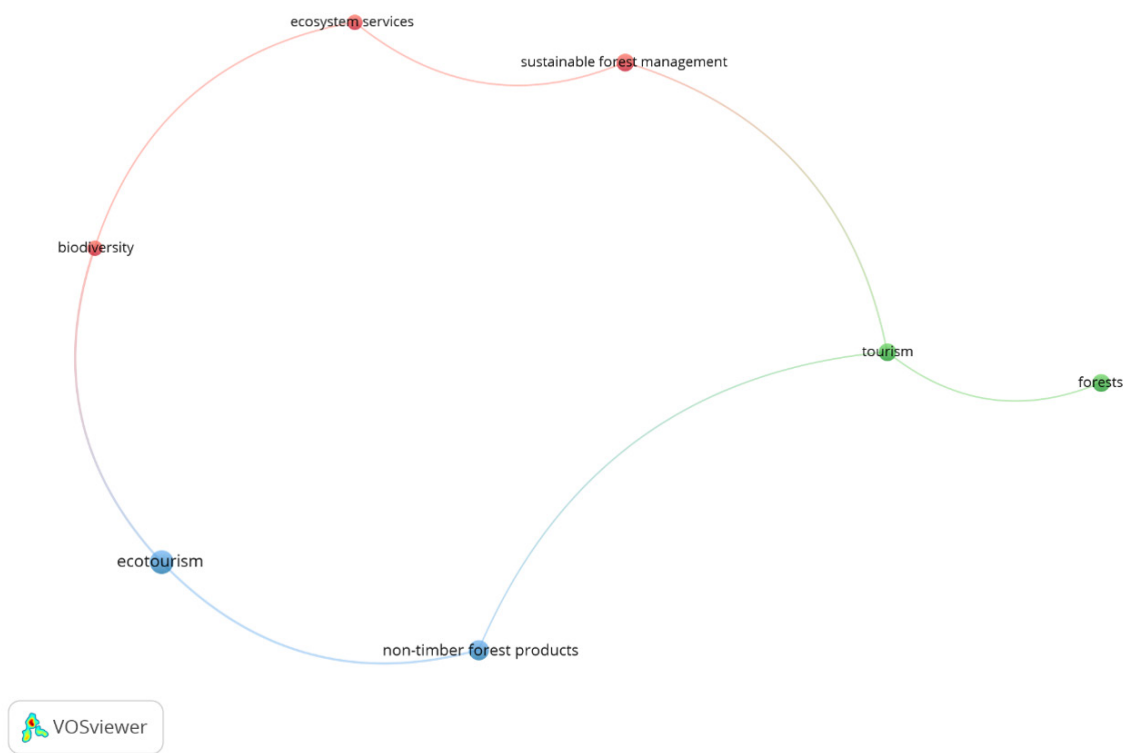 ecosystem services
sustainable forest management
biodiversity
tourism
forests
ecotourism
non-timber forest products
VOSviewer